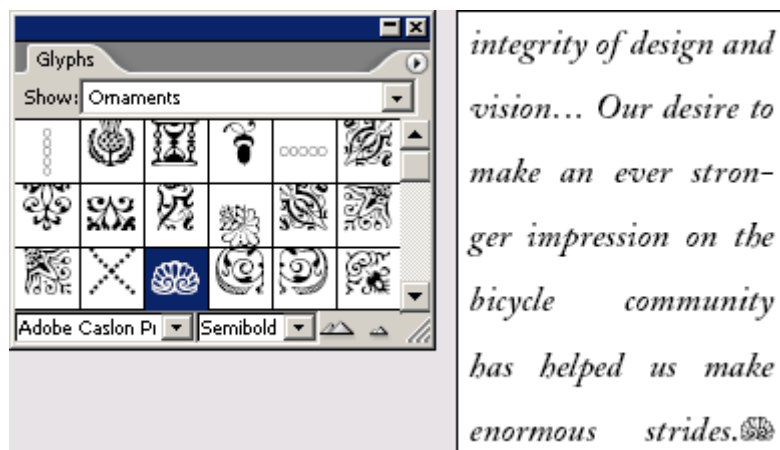 Glyphs
Show: Ornaments
Adobe Caslon Semibold
integrity of design and
vision... Our desire to
make an ever stron-
ger impression on the
bicycle community
has helped us make
enormous strides.